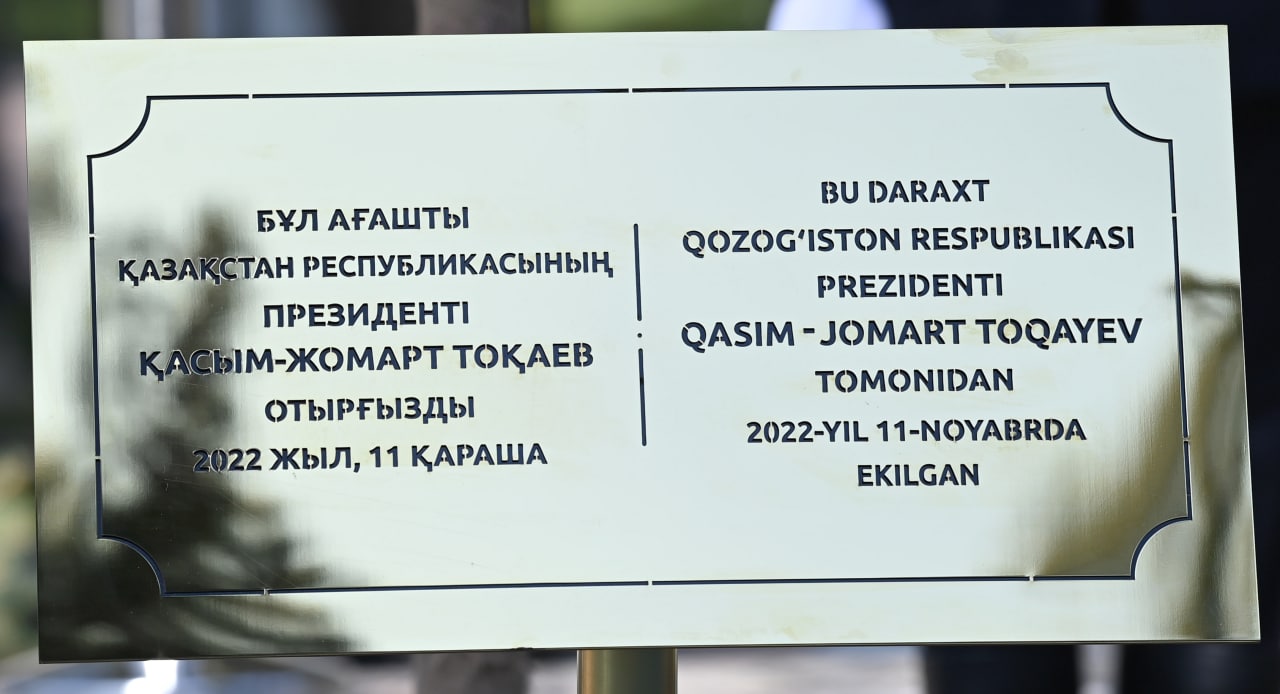 БҰЛ АҒАШТЫ
ҚАЗАҚСТАН РЕСПУБЛИКАСЫНЫҢ
ПРЕЗИДЕНТІ
ҚАСЫМ-ЖОМАРТ ТОҚАЕВ
ОТЫРҒЫЗДЫ
2022 ЖЫЛ, 11 ҚАРАША
BU DARAXT
QOZOG‘ISTON RESPUBLIKASI
PREZIDENTI
QASIM-JOMART TOQAYEV
TOMONIDAN
2022-YIL 11-NOYABRDA
EKILGAN